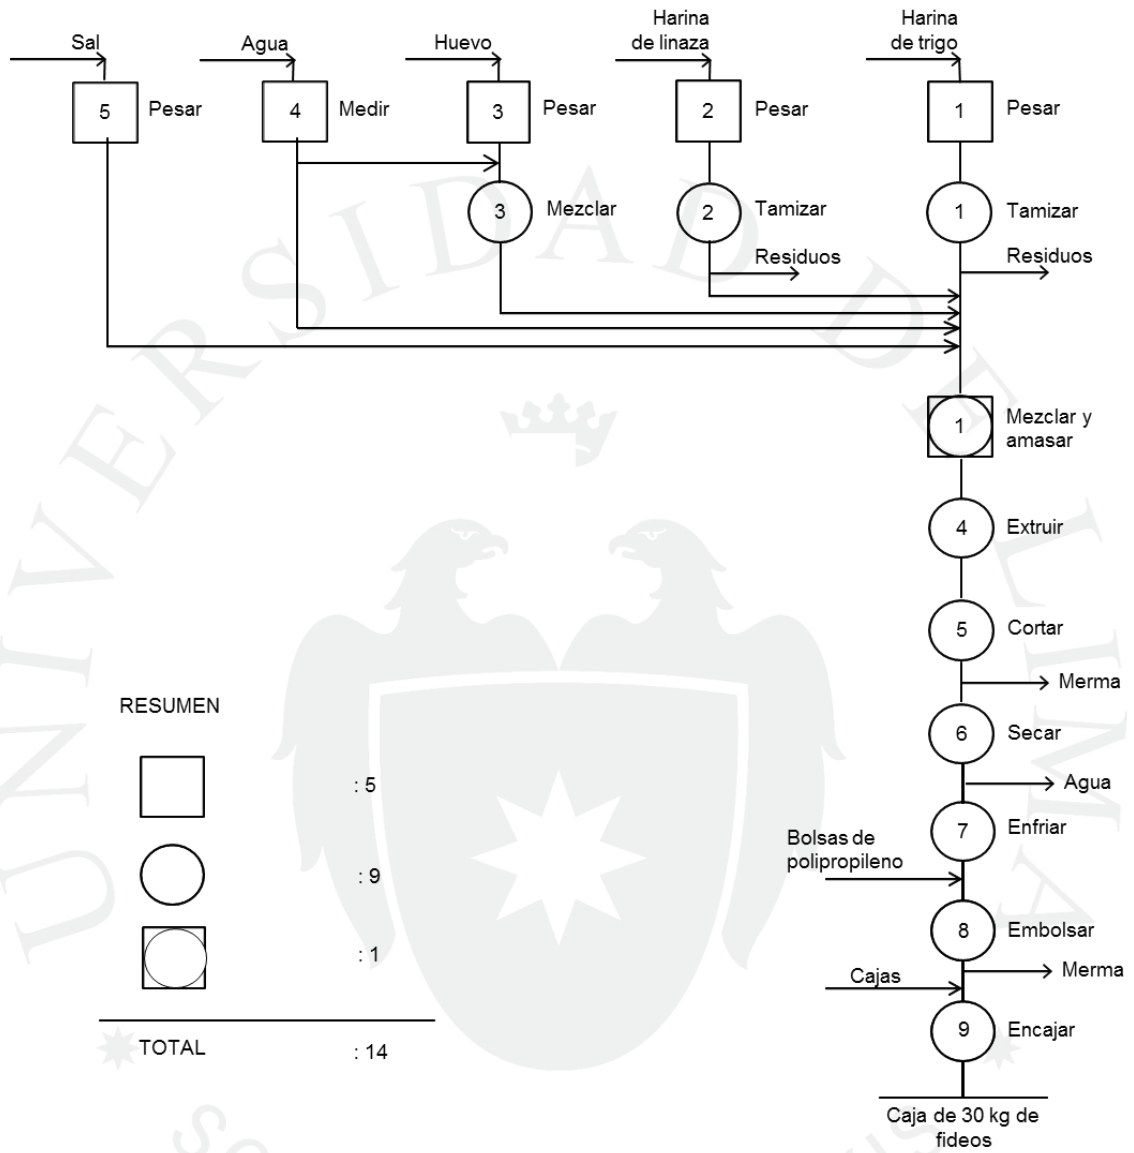 Sal
Agua
Huevo
Harina
de linaza
Harina
de trigo
5 Pesar
4 Medir
3 Pesar
2 Pesar
1 Pesar
3 Mezclar
2 Tamizar
1 Tamizar
Residuos
Residuos
1 Mezclar y
amasar
4 Extruir
5 Cortar
Merma
6 Secar
Agua
7 Enfriar
Bolsas de
polipropileno
8 Embolsar
Merma
Cajas
9 Encajar
Caja de 30 kg de
fideos
RESUMEN
: 5
: 9
: 1
TOTAL : 14
UNIVERSIDAD DE LIMA